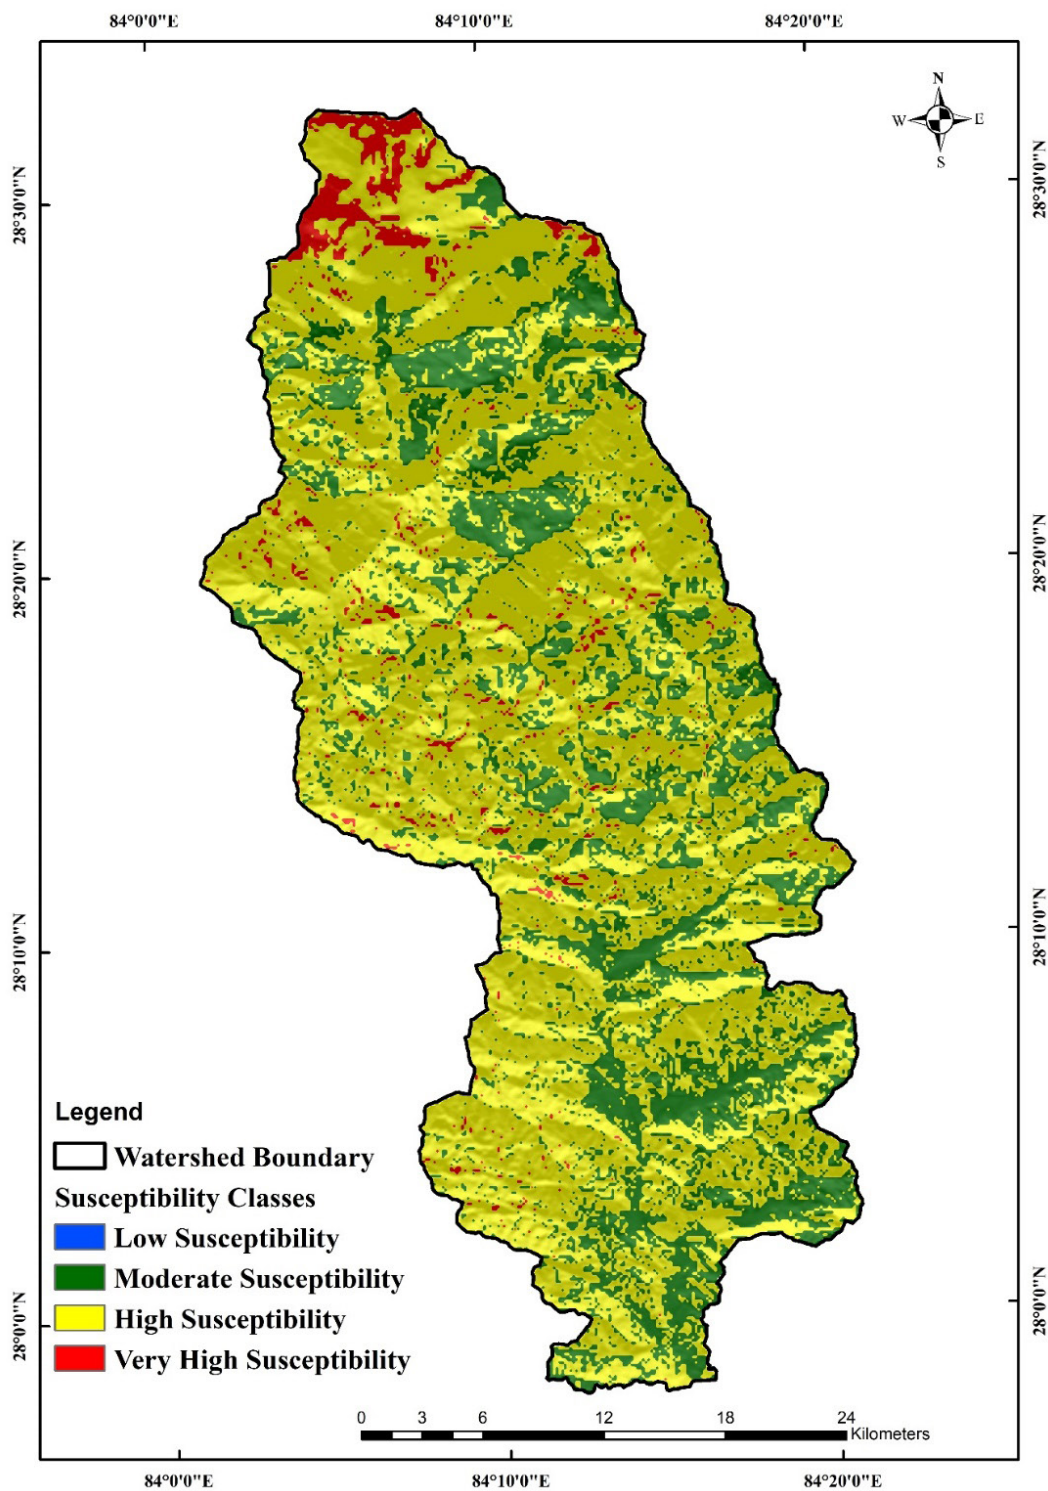 84°0'0"E 84°10'0"E 84°20'0"E
N
W E
S
28°30'0"N 28°30'0"N
28°20'0"N 28°20'0"N
28°10'0"N 28°10'0"N
28°0'0"N 28°0'0"N
Legend
Watershed Boundary
Susceptibility Classes
Low Susceptibility
Moderate Susceptibility
High Susceptibility
Very High Susceptibility
0 3 6 12 18 24
Kilometers
84°0'0"E 84°10'0"E 84°20'0"E